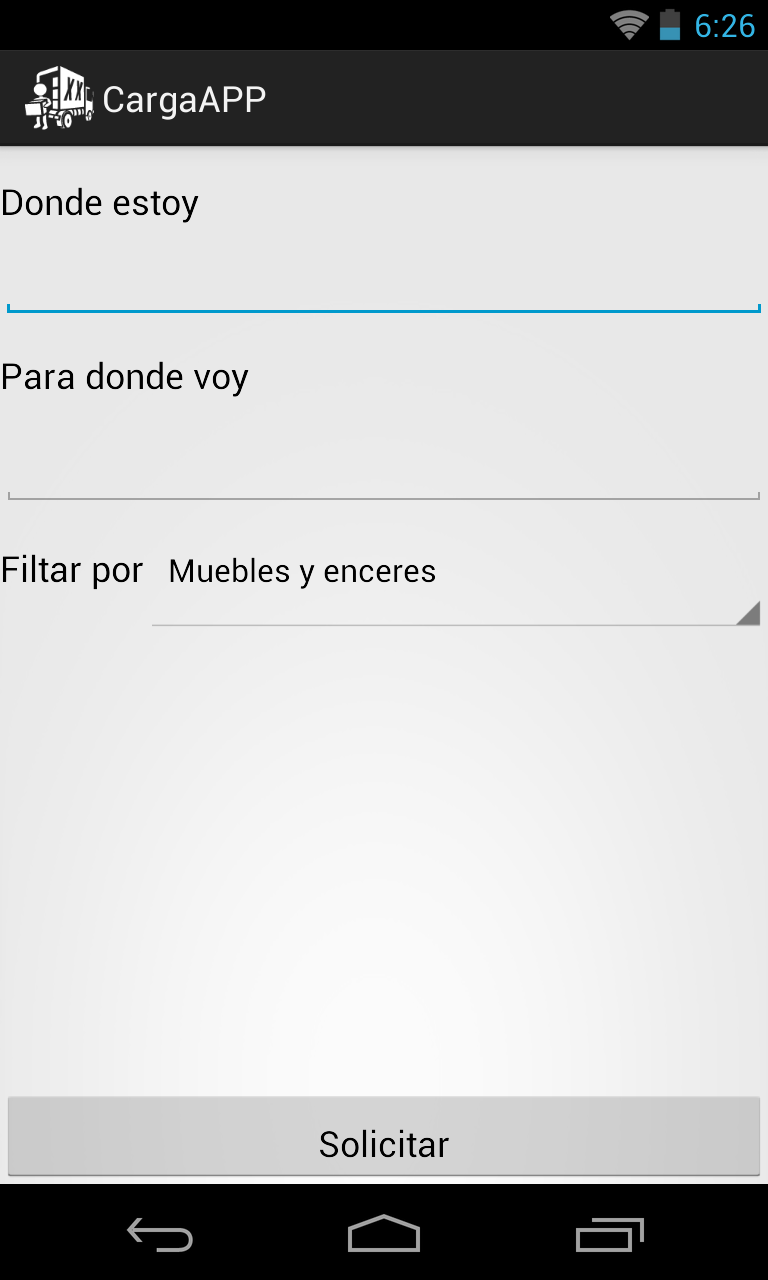 6:26
CargaAPP
Donde estoy
Para donde voy
Filtar por Muebles y enceres
Solicitar